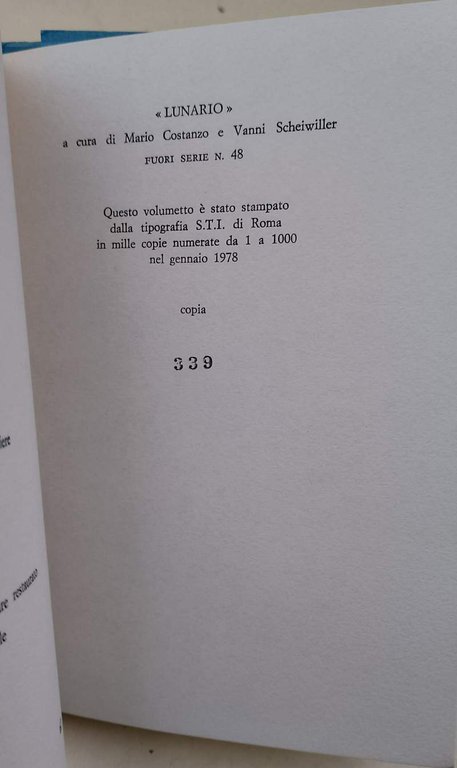 « LUNARIO »
a cura di Mario Costanzo e Vanni Scheiwiller
FUORI SERIE N. 48
Questo volumetto è stato stampato
dalla tipografia S.T.I. di Roma
in mille copie numerate da 1 a 1000
nel gennaio 1978
copia
339
restaurato